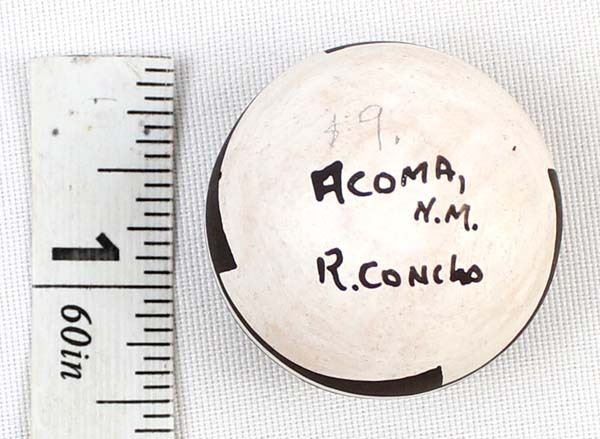 $9.
ACOMA,
N.M.
R. CONCHO
1
60in